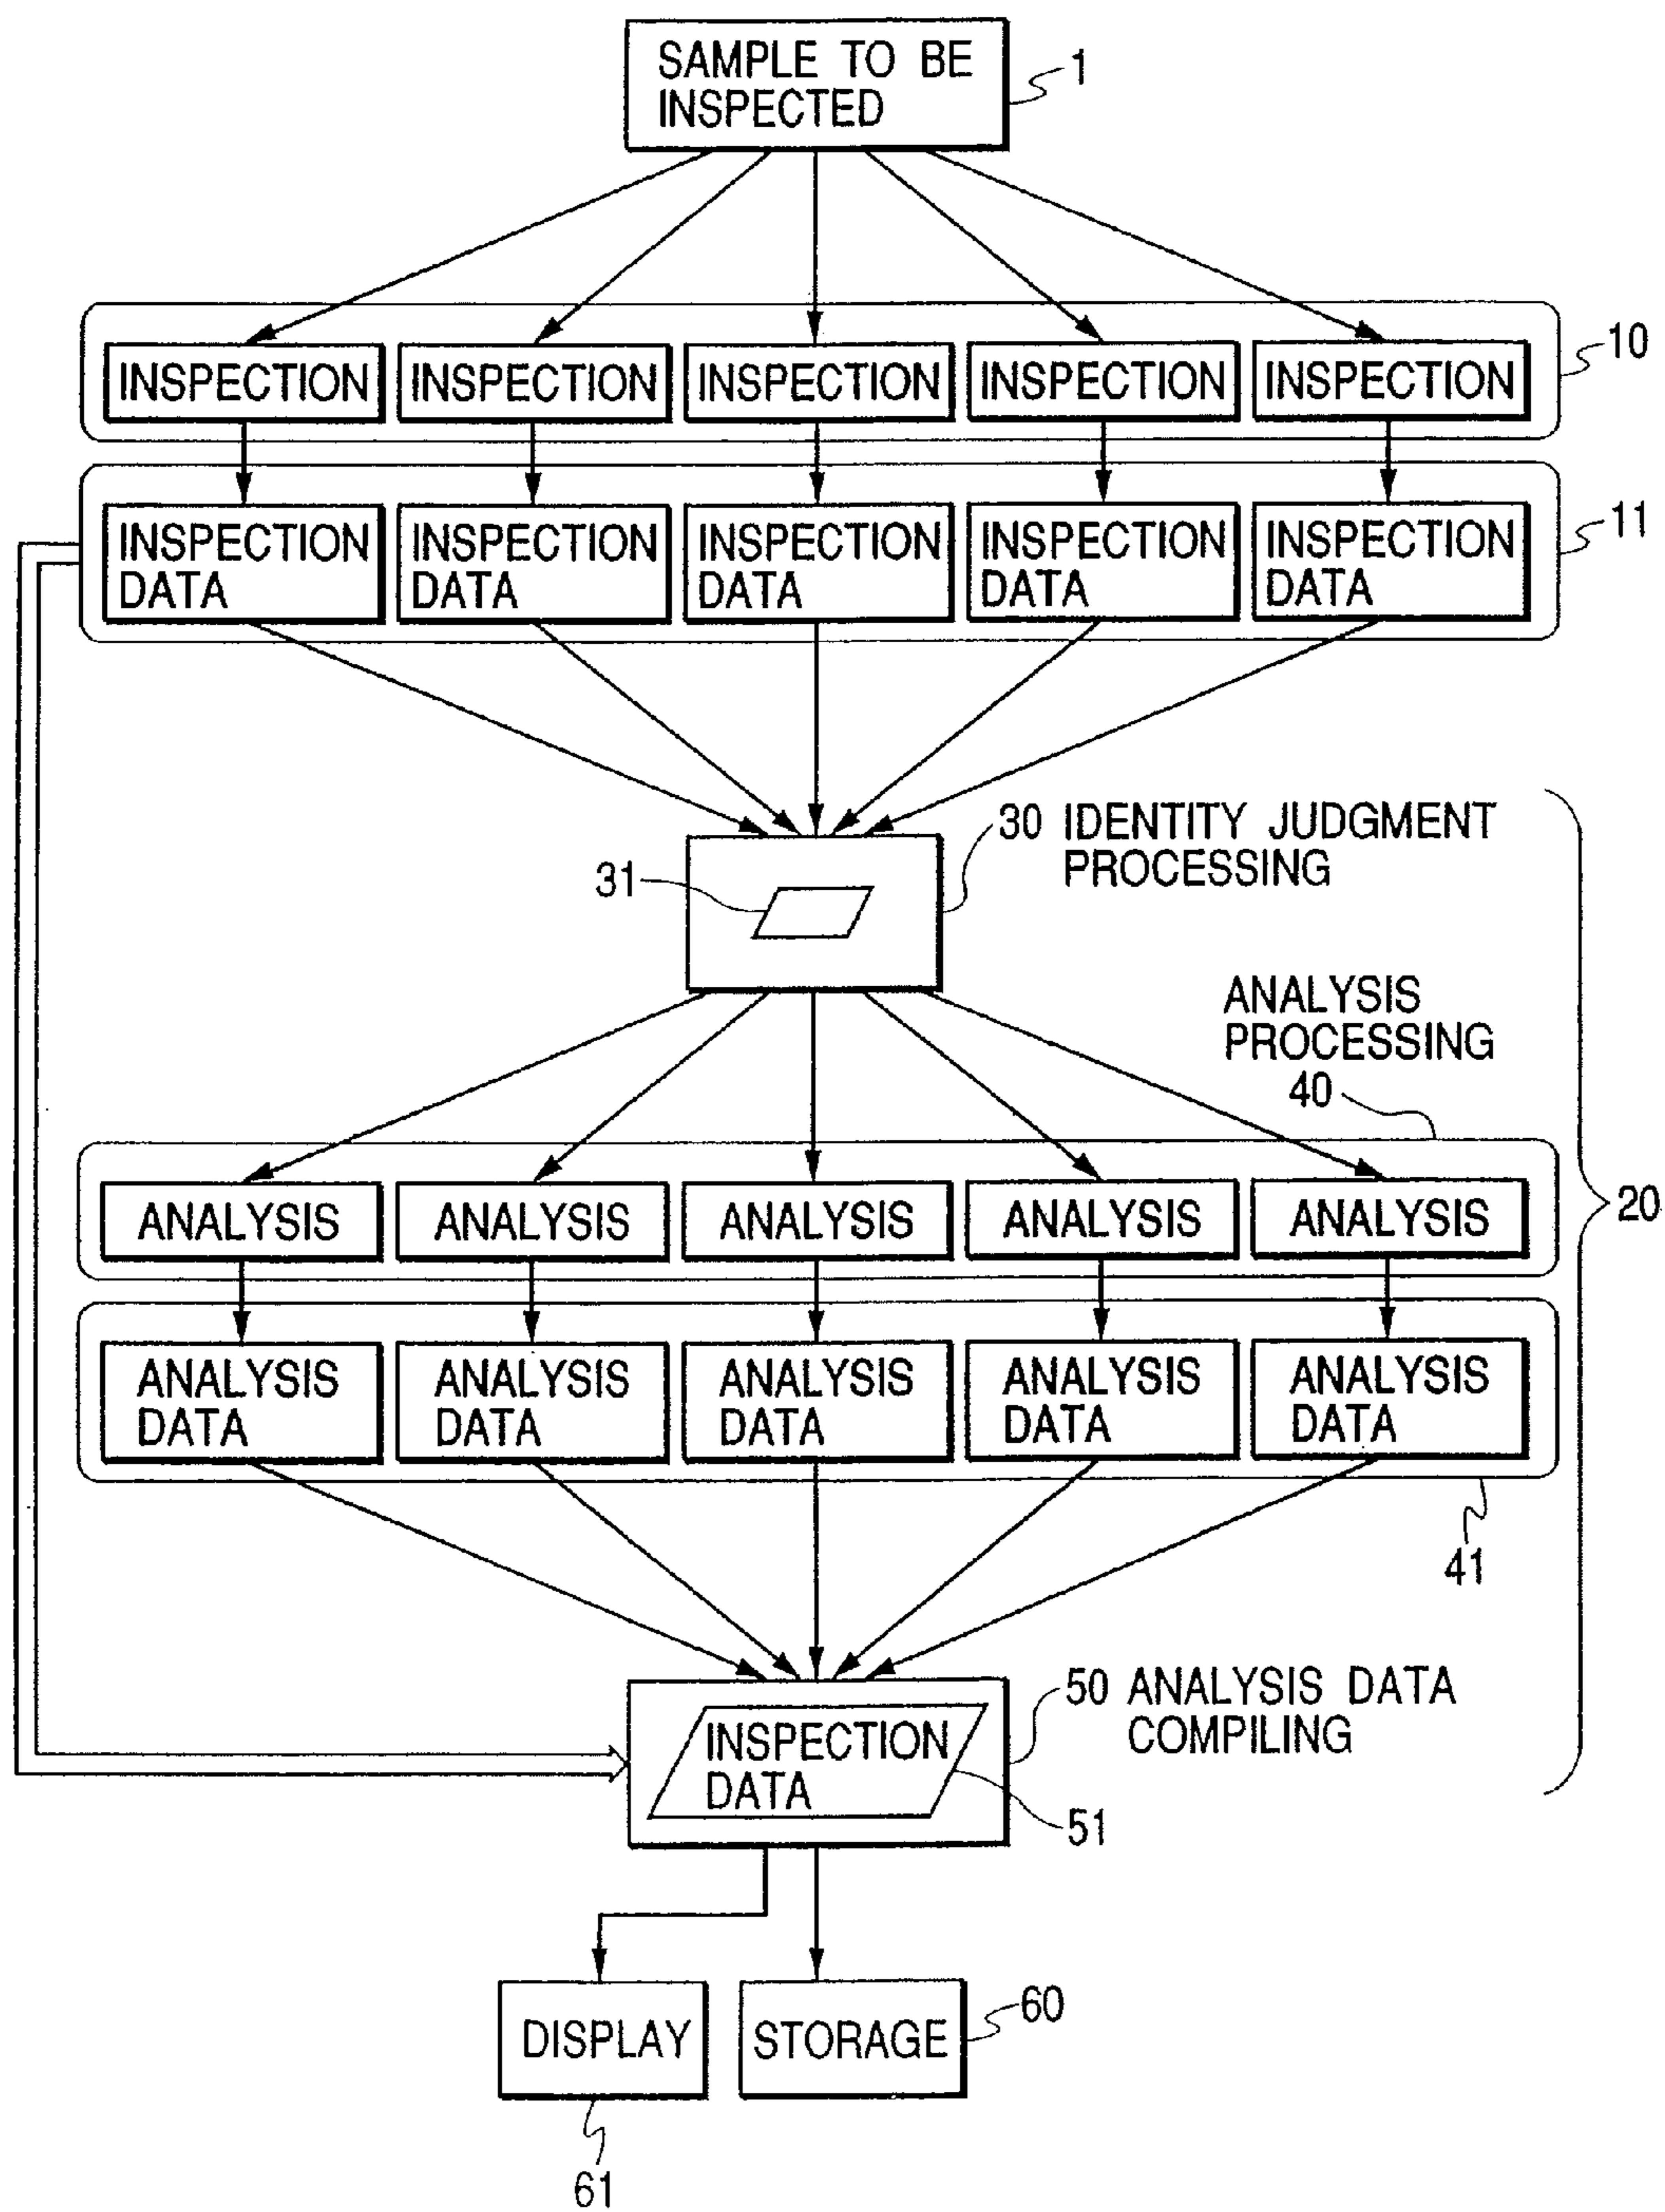 SAMPLE TO BE
INSPECTED
1
INSPECTION INSPECTION INSPECTION INSPECTION INSPECTION
10
INSPECTION DATA
INSPECTION DATA
INSPECTION DATA
INSPECTION DATA
INSPECTION DATA
11
30 IDENTITY JUDGMENT
PROCESSING
31
ANALYSIS
PROCESSING
40
ANALYSIS ANALYSIS ANALYSIS ANALYSIS ANALYSIS
20
ANALYSIS DATA
ANALYSIS DATA
ANALYSIS DATA
ANALYSIS DATA
ANALYSIS DATA
41
50 ANALYSIS DATA
COMPILING
INSPECTION
DATA
51
DISPLAY
STORAGE
60
61